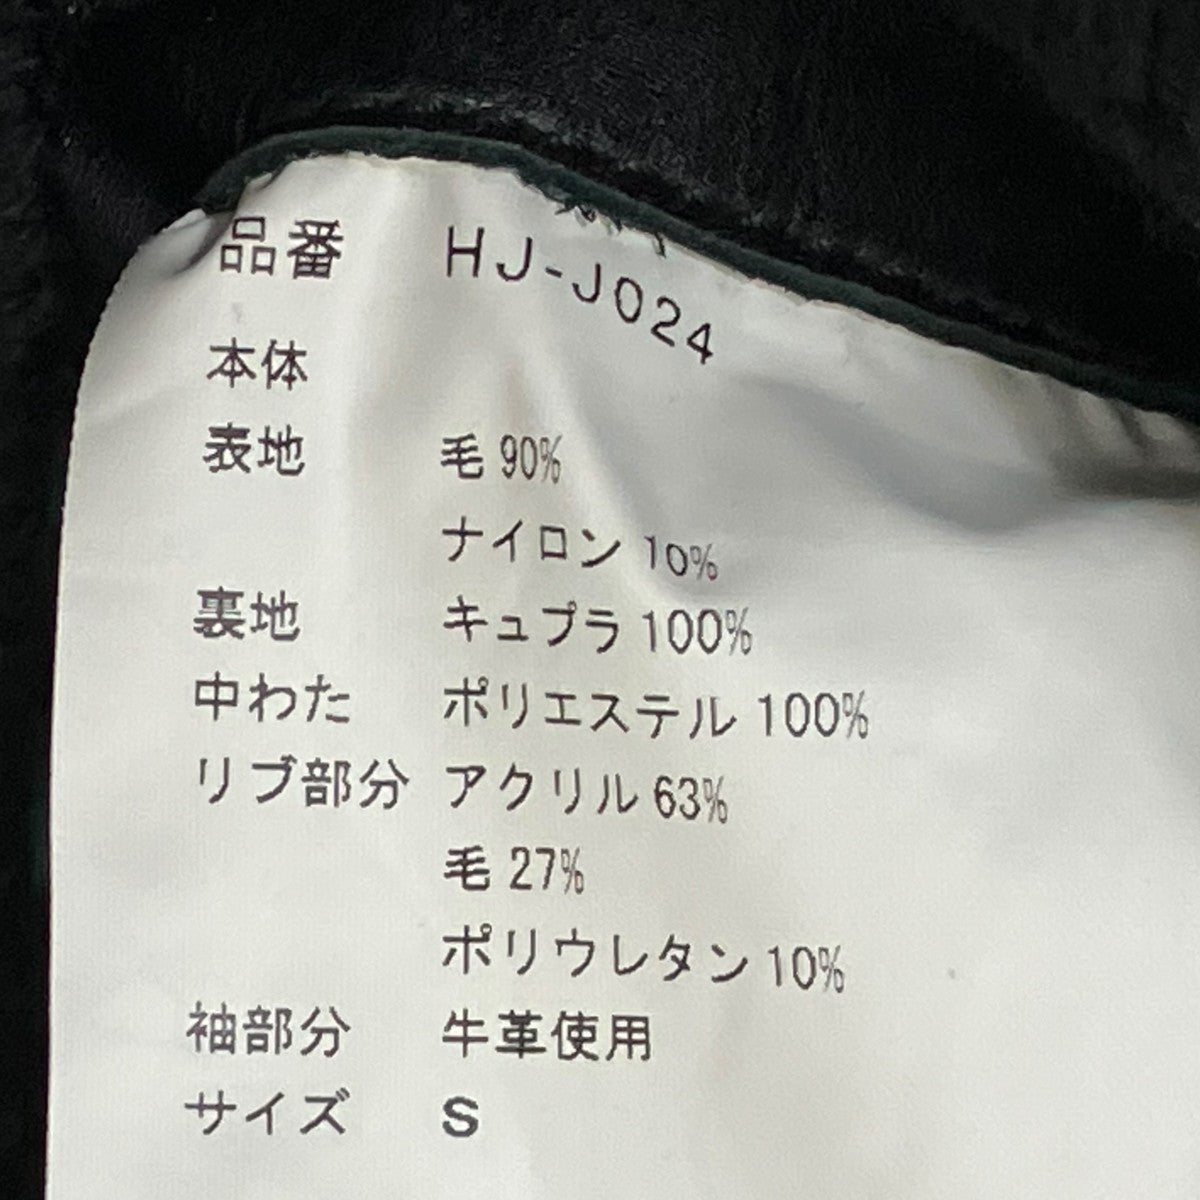 品番 HJ-J024
本体
表地 毛 90%
ナイロン 10%
裏地 キュプラ 100%
中わた ポリエステル 100%
リブ部分 アクリル 63%
毛 27%
ポリウレタン 10%
袖部分 牛革使用
サイズ S